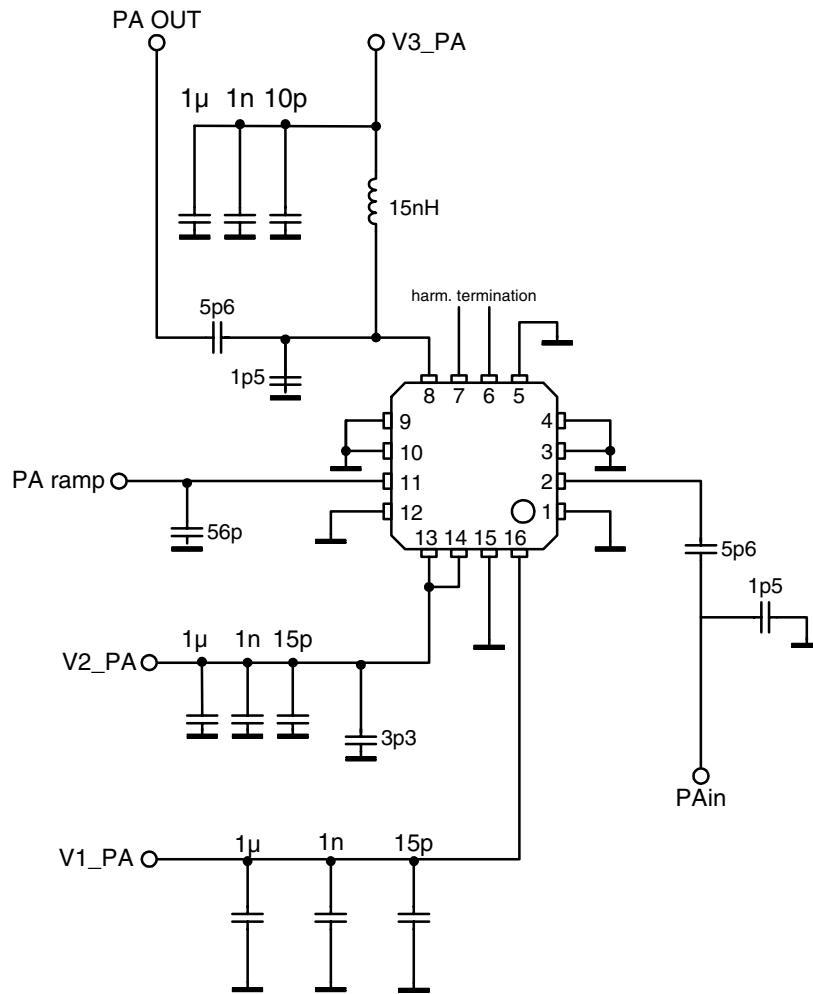 PA OUT
V3_PA
1µ 1n 10p
15nH
harm. termination
5p6
1p5
8 7 6 5
9 4
10 3
PA ramp 11 2
12 1
56p
13 14 15 16
5p6
1p5
1µ 1n 15p
V2_PA
3p3
PAin
1µ 1n 15p
V1_PA